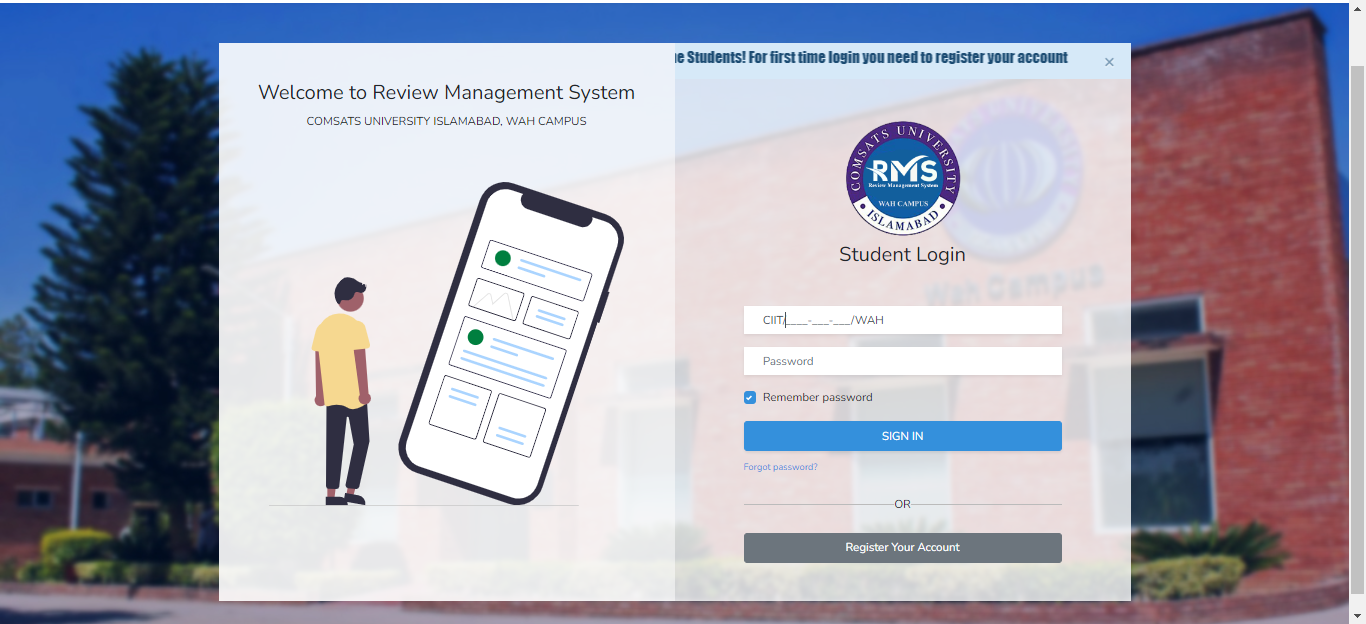 Welcome to Review Management System
COMSATS UNIVERSITY ISLAMABAD, WAH CAMPUS
Students! For first time login you need to register your account
×
COMSATS UNIVERSITY
RMS
Review Management System
WAH CAMPUS
ISLAMABAD
Wah Campus
Student Login
CIIT/____-___-___/WAH
Password
Remember password
SIGN IN
Forgot password?
OR
Register Your Account